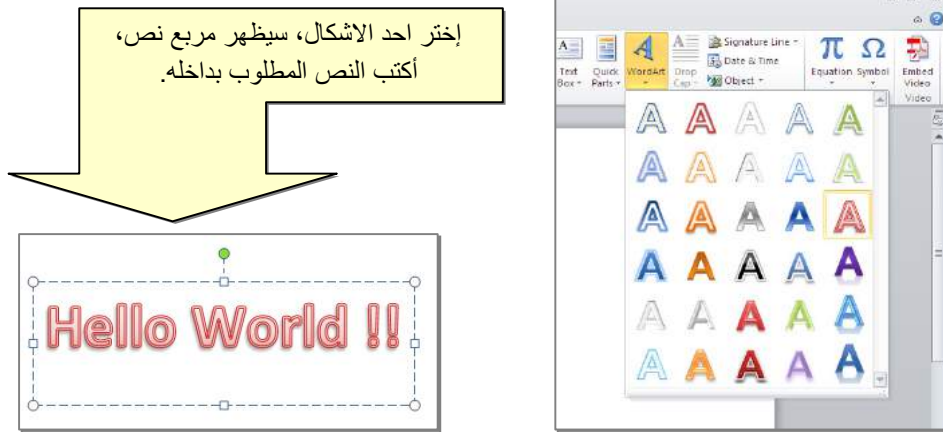 إختر احد الاشكال، سيظهر مربع نص،
أكتب النص المطلوب بداخله.
Hello World !!
Text Box
Quick Parts
WordArt
Drop Cap
Signature Line
Date & Time
Object
Equation
Symbol
Embed Video
Video
A A A A A
A A A A A
A A A A A
A A A A A
A A A A A
A A A A A